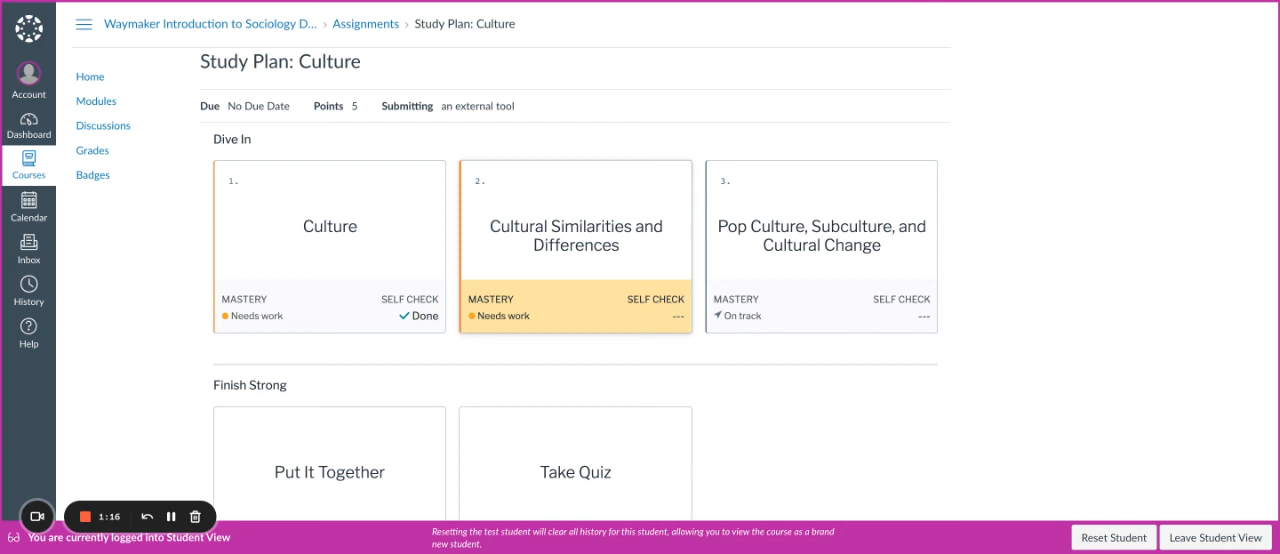 Waymaker Introduction to Sociology D... › Assignments › Study Plan: Culture
Account
Dashboard
Courses
Calendar
Inbox
History
Help
Home
Modules
Discussions
Grades
Badges
Study Plan: Culture
Due No Due Date Points 5 Submitting an external tool
Dive In
1.
Culture
MASTERY SELF CHECK
Needs work Done
2.
Cultural Similarities and
Differences
MASTERY SELF CHECK
Needs work ---
3.
Pop Culture, Subculture, and
Cultural Change
MASTERY SELF CHECK
On track ---
Finish Strong
Put It Together
Take Quiz
1:16
You are currently logged into Student View
Resetting the test student will clear all history for this student, allowing you to view the course as a brand
new student.
Reset Student
Leave Student View